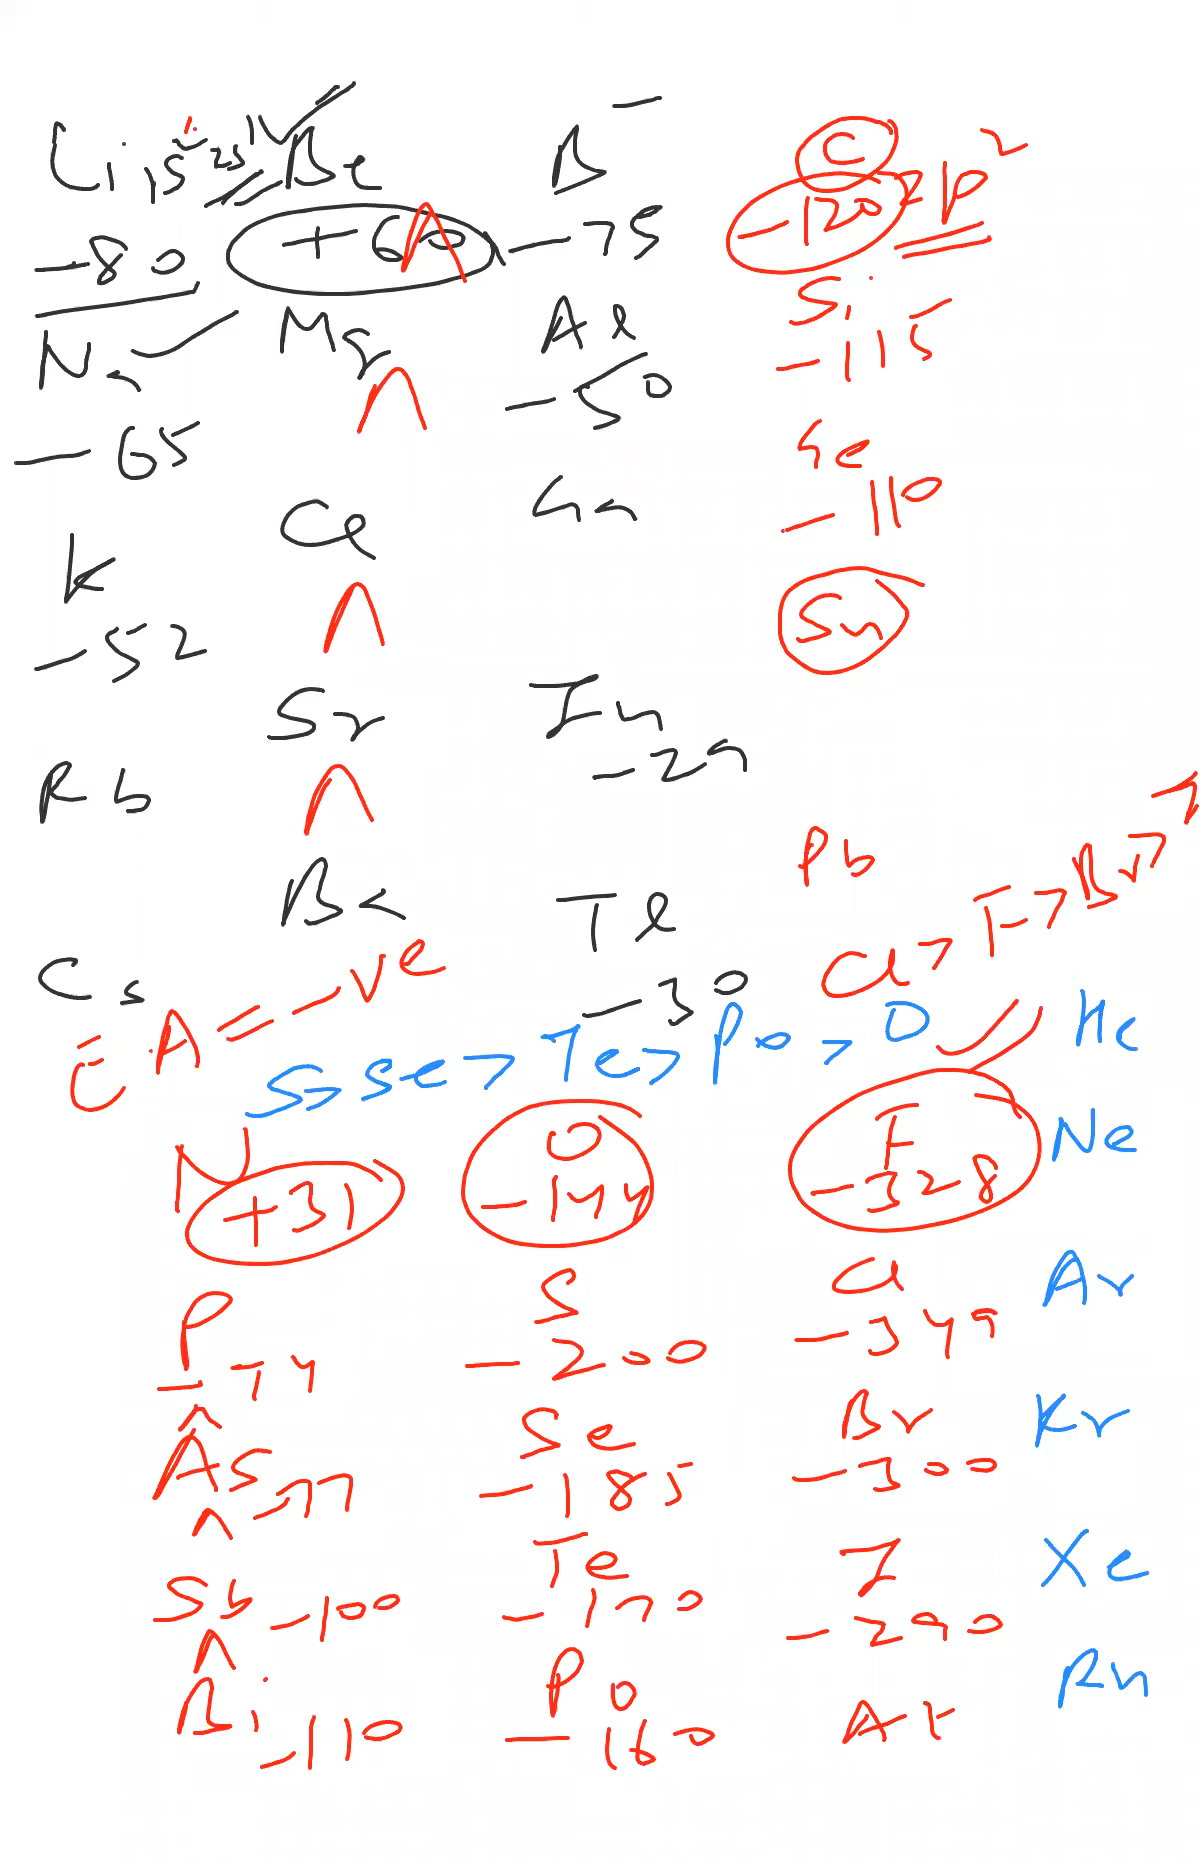 Li 1s² 2s¹ Be B C 2p²
-80 +60 -75 -120
Na Mg Al Si
-65 -50 -115
K Ca Ga Ge
-52 -110
Rb Sr In Sn
-29
Cs Ba Tl Pb
-30
Cl > F > Br > I
EA = -ve
S > Se > Te > Po > O He
N O F Ne
+31 -144 -328
P S Cl Ar
-74 -200 -349
As Se Br Kr
-77 -185 -300
Sb Te I Xe
-100 -170 -290
Bi Po At Rn
-110 -160